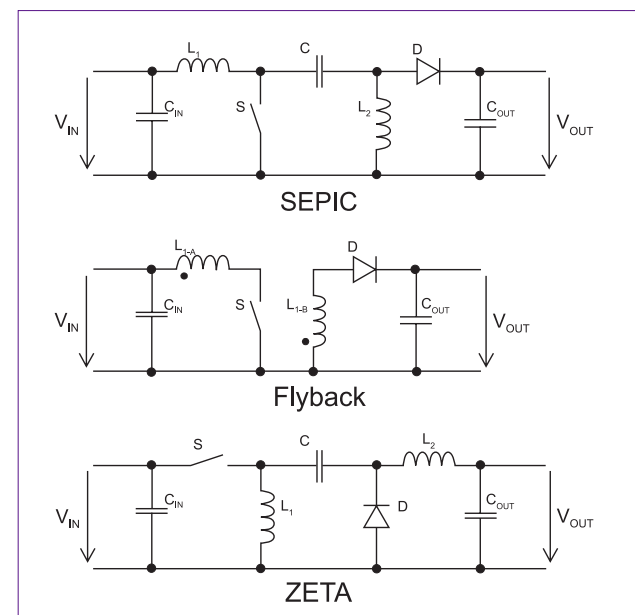 L1 C D
VIN CIN S L2 COUT VOUT
SEPIC
L1-A D
VIN CIN S L1-B COUT VOUT
Flyback
S C L2
VIN CIN L1 D COUT VOUT
ZETA